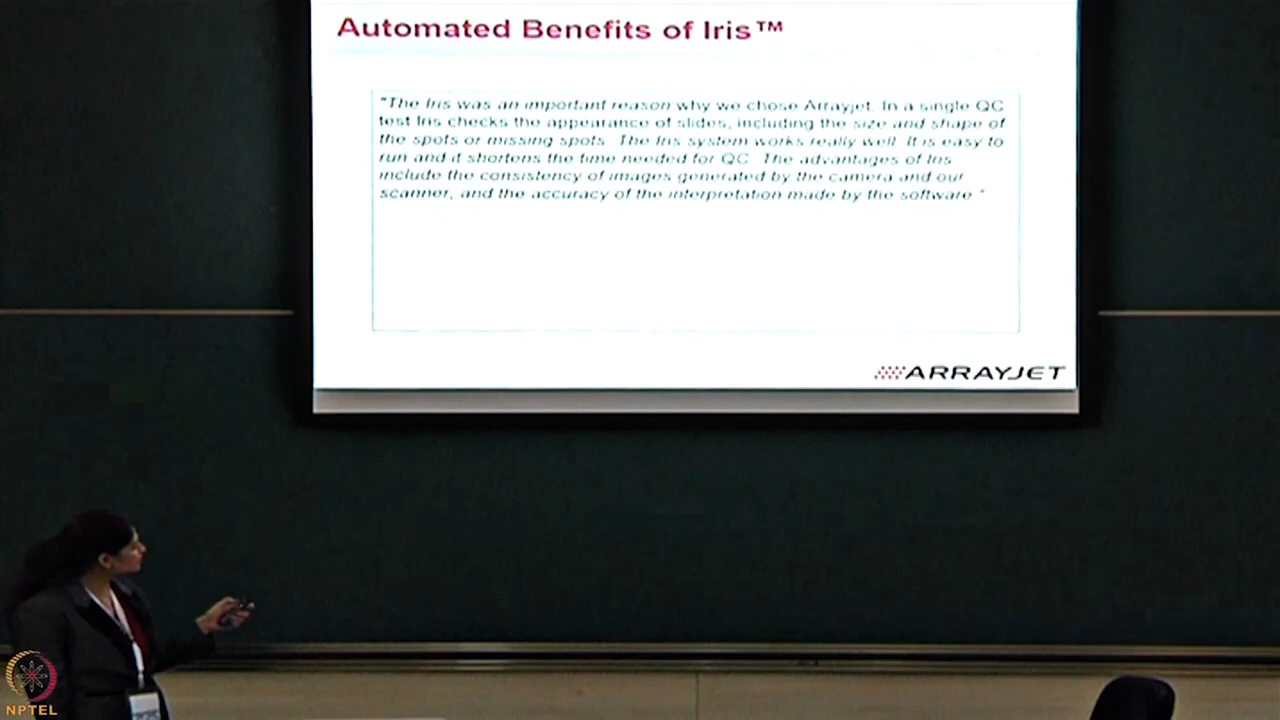 Automated Benefits of Iris™
"The Iris was an important reason why we chose Arrayjet. In a single QC
test Iris checks the appearance of slides, including the size and shape of
the spots or missing spots. The Iris system works really well. It is easy to
run and it shortens the time needed for QC. The advantages of Iris
include the consistency of images generated by the camera and our
scanner, and the accuracy of the interpretation made by the software."
ARRAYJET
NPTEL